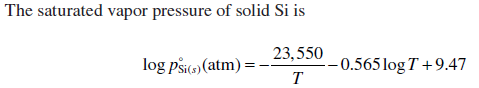 The saturated vapor pressure of solid Si is
log p°Si(s)(atm) = −23,550/T − 0.565 log T + 9.47